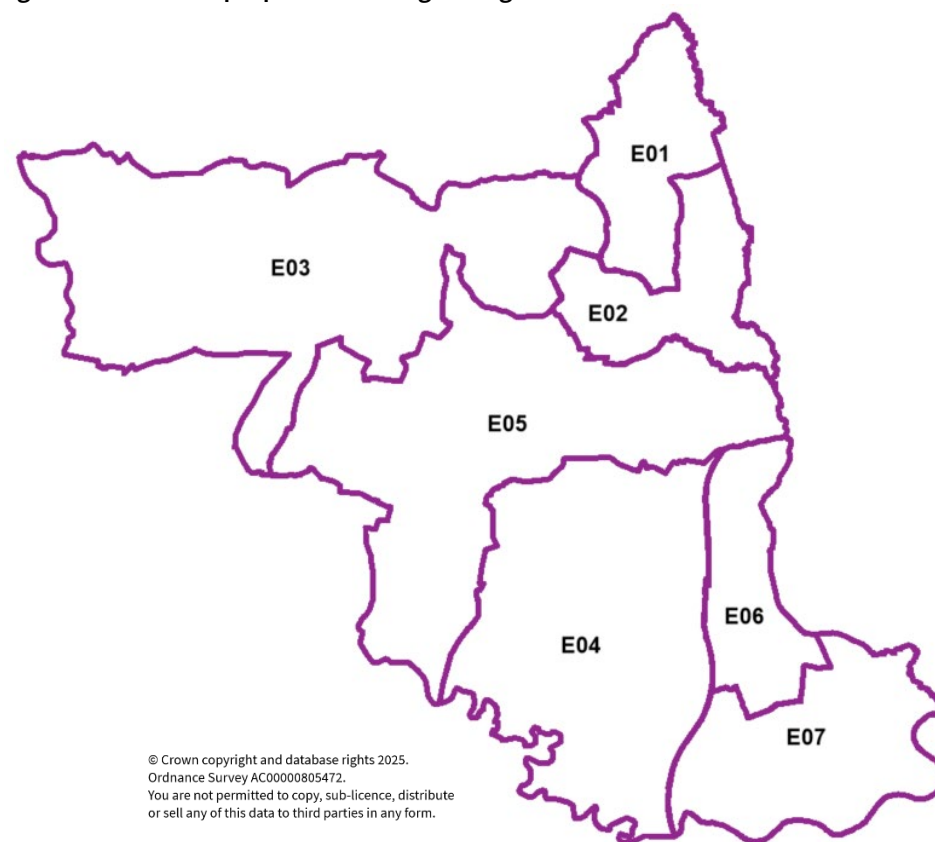 E01
E03
E02
E05
E06
E04
E07
© Crown copyright and database rights 2025.
Ordnance Survey AC00000805472.
You are not permitted to copy, sub-licence, distribute
or sell any of this data to third parties in any form.